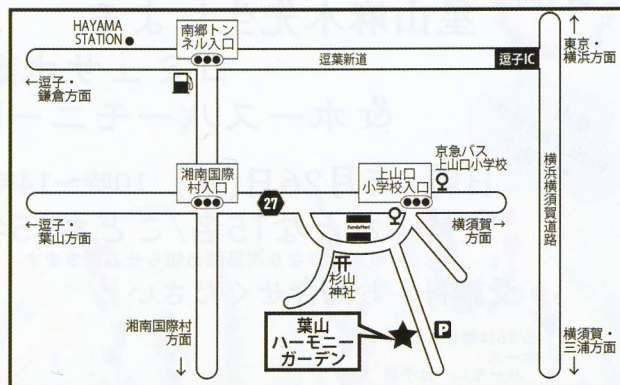 HAYAMA
STATION
南郷トン
ネル入口
逗葉新道
逗子IC
↑
東京・
横浜方面
←逗子・
鎌倉方面
湘南国際
村入口
27
上山口
小学校入口
京急バス
上山口小学校
FamilyMart
横浜横須賀道路
←逗子・
葉山方面
横須賀→
方面
杉山
神社
湘南国際村
方面
↓
葉山
ハーモニー
ガーデン
P
横須賀・
三浦方面
↓